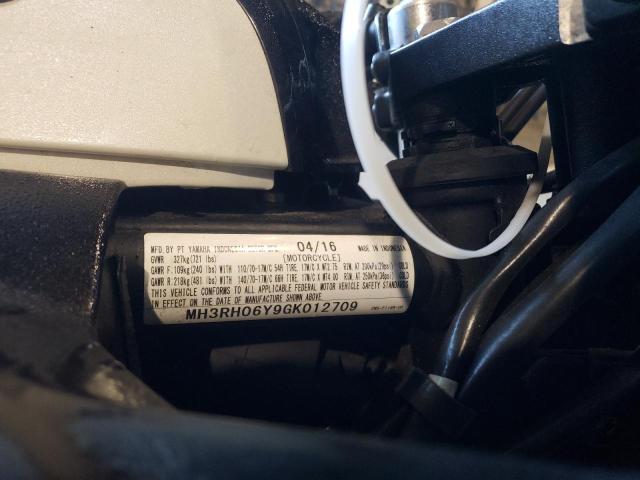 MFD. BY PT YAMAHA INDONESIA MOTOR MFG. 04/16 MADE IN INDONESIA
GVWR 327kg(721 lbs) [MOTORCYCLE]
GAWR F. 109kg(240 lbs) WITH 110/70-17M/C 54H TIRE, 17M/C X MT2.75 RIM, AT 200kPa(29psi) COLD
GAWR R. 218kg(481 lbs) WITH 140/70-17M/C TIRE, 17M/C X MT4.00 RIM, AT 250kPa(36psi) COLD
THIS VEHICLE CONFORMS TO ALL APPLICABLE FEDERAL MOTOR VEHICLE SAFETY STANDARDS
IN EFFECT ON THE DATE OF MANUFACTURE SHOWN ABOVE.
MH3RH06Y9GK012709